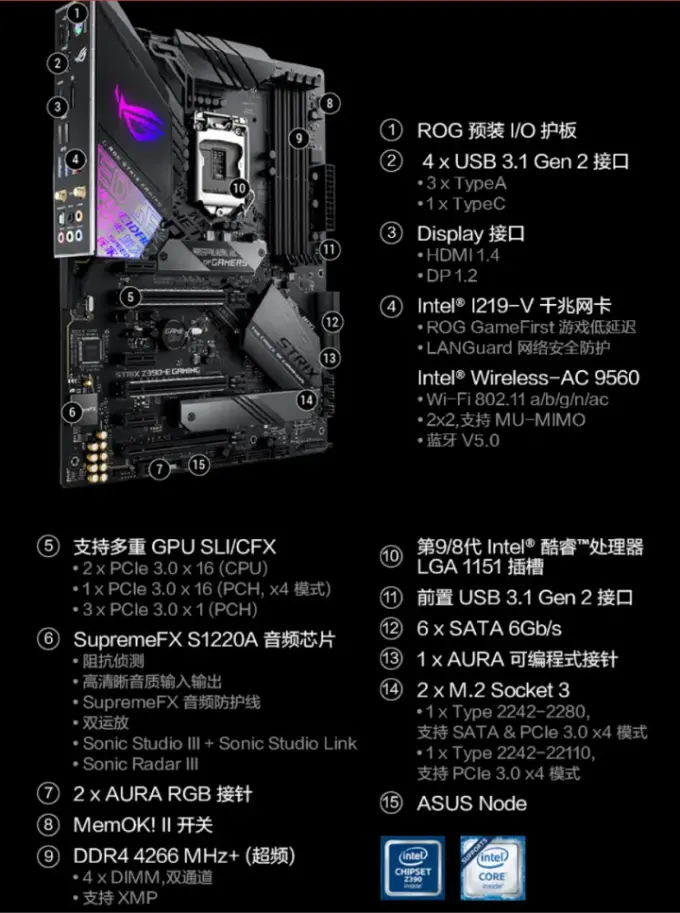 REPUBLIC
OF GAMERS
GAME
STRIX
STRIX Z390-E GAMING
① ROG 预装 I/O 护板
② 4 x USB 3.1 Gen 2 接口
• 3 x TypeA
• 1 x TypeC
③ Display 接口
• HDMI 1.4
• DP 1.2
④ Intel® I219-V 千兆网卡
• ROG GameFirst 游戏低延迟
• LANGuard 网络安全防护
Intel® Wireless-AC 9560
• Wi-Fi 802.11 a/b/g/n/ac
• 2x2,支持 MU-MIMO
• 蓝牙 V5.0
⑤ 支持多重 GPU SLI/CFX
• 2 x PCIe 3.0 x 16 (CPU)
• 1 x PCIe 3.0 x 16 (PCH, x4 模式)
• 3 x PCIe 3.0 x 1 (PCH)
⑥ SupremeFX S1220A 音频芯片
• 阻抗侦测
• 高清晰音质输入输出
• SupremeFX 音频防护线
• 双运放
• Sonic Studio III + Sonic Studio Link
• Sonic Radar III
⑦ 2 x AURA RGB 接针
⑧ MemOK! II 开关
⑨ DDR4 4266 MHz+ (超频)
• 4 x DIMM,双通道
• 支持 XMP
⑩ 第9/8代 Intel® 酷睿™处理器
LGA 1151 插槽
⑪ 前置 USB 3.1 Gen 2 接口
⑫ 6 x SATA 6Gb/s
⑬ 1 x AURA 可编程式接针
⑭ 2 x M.2 Socket 3
• 1 x Type 2242-2280,
支持 SATA & PCIe 3.0 x4 模式
• 1 x Type 2242-22110,
支持 PCIe 3.0 x4 模式
⑮ ASUS Node
intel
CHIPSET
Z390
inside™
SUPPORTS
intel
CORE™
inside™